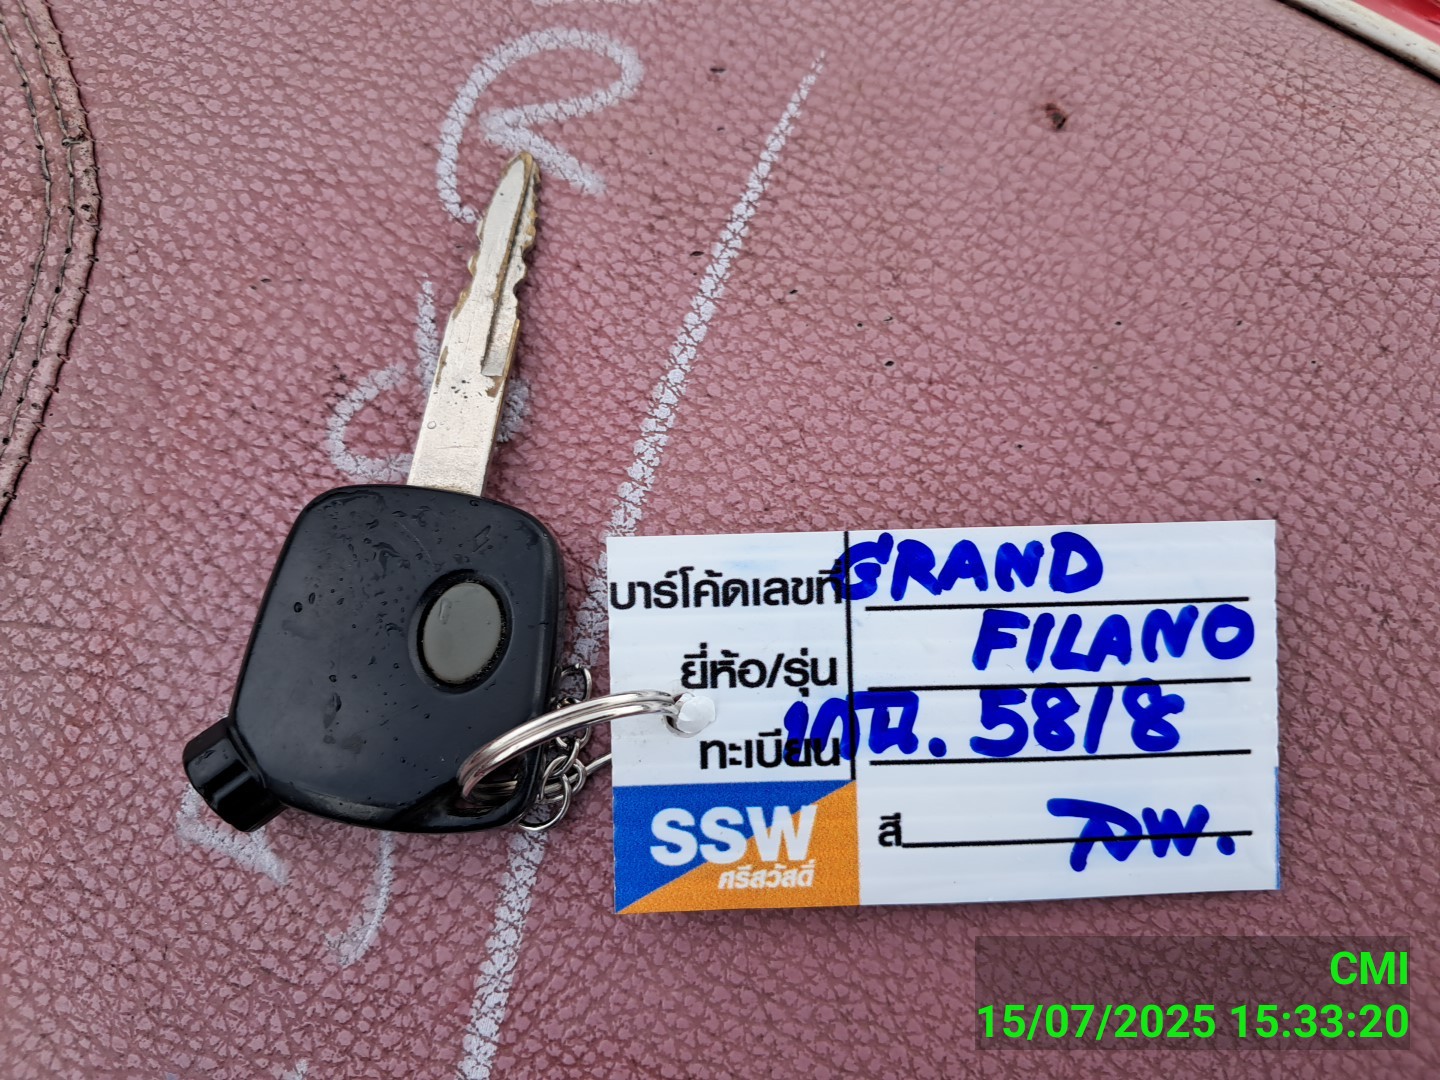 บาร์โค้ดเลขที่ GRAND
ยี่ห้อ/รุ่น FILANO
ทะเบียน 1กน. 5818
SSW
ศรีสวัสดิ์
สี
CMI
15/07/2025 15:33:20